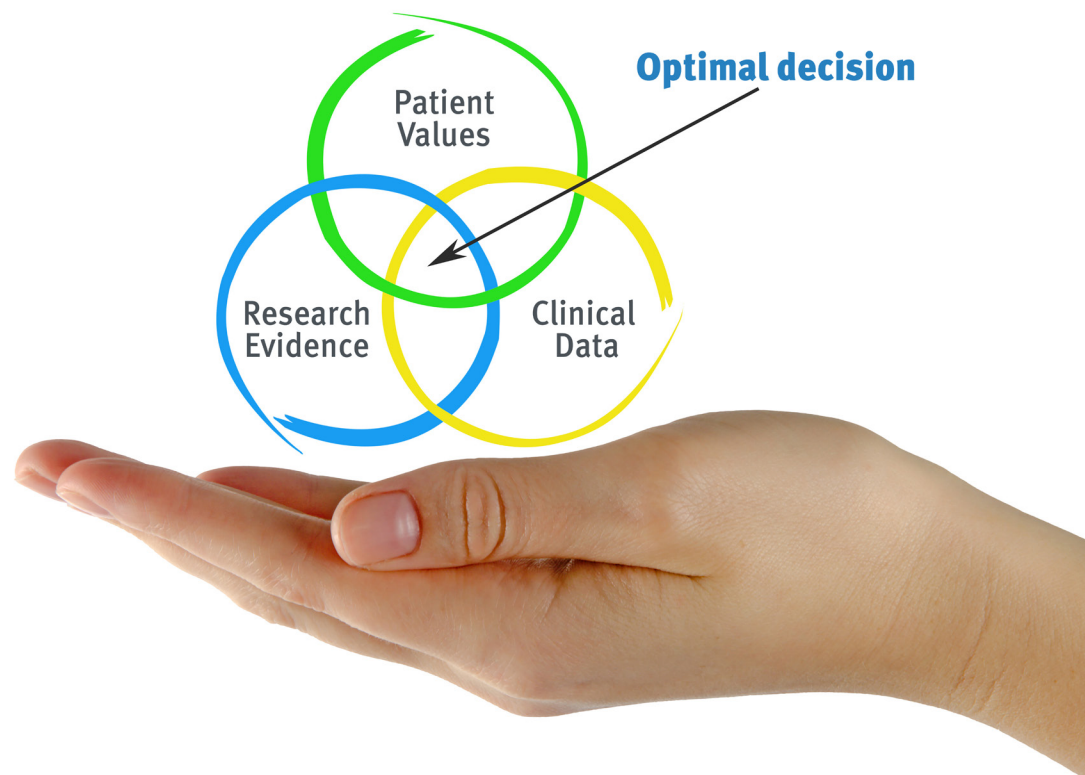 Optimal decision
Patient
Values
Research
Evidence
Clinical
Data